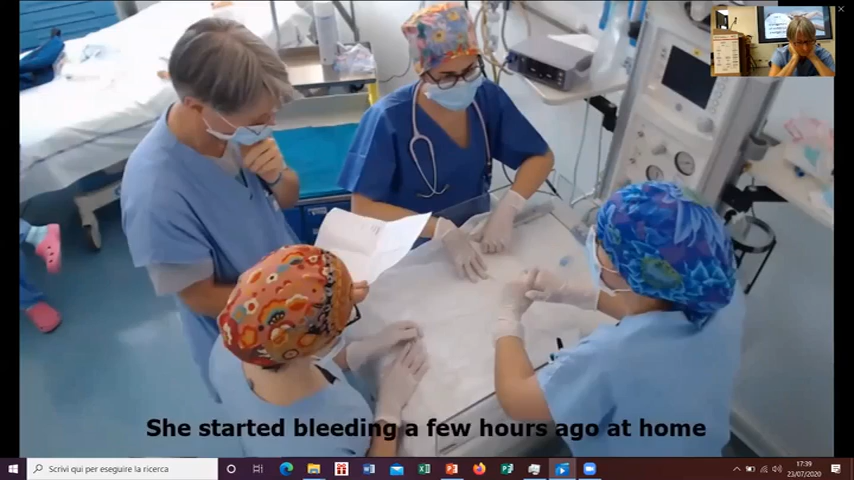 She started bleeding a few hours ago at home
Scrivi qui per eseguire la ricerca
17:39
23/07/2020